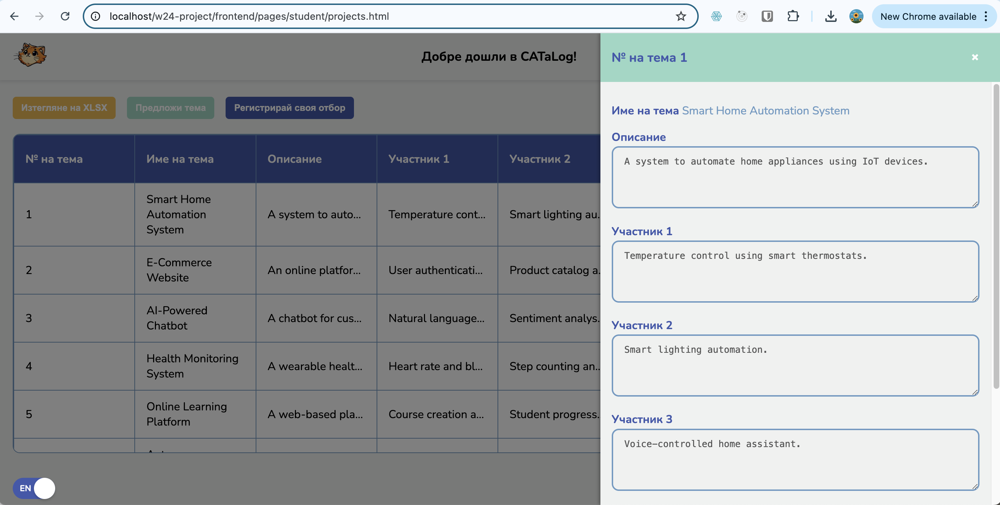 localhost/w24-project/frontend/pages/student/projects.html
New Chrome available
Добре дошли в CATaLog!
Изтегляне на XLSX
Предложи тема
Регистрирай своя отбор
№ на тема
Име на тема
Описание
Участник 1
Участник 2
1
Smart Home
Automation
System
A system to auto...
Temperature cont...
Smart lighting au..
2
E-Commerce
Website
An online platfor...
User authenticati...
Product catalog a..
3
AI-Powered
Chatbot
A chatbot for cus...
Natural language...
Sentiment analys..
4
Health Monitoring
System
A wearable healt...
Heart rate and bl...
Step counting an...
5
Online Learning
Platform
A web-based pla...
Course creation a...
Student progress..
EN
№ на тема 1
Име на тема Smart Home Automation System
Описание
A system to automate home appliances using IoT devices.
Участник 1
Temperature control using smart thermostats.
Участник 2
Smart lighting automation.
Участник 3
Voice-controlled home assistant.